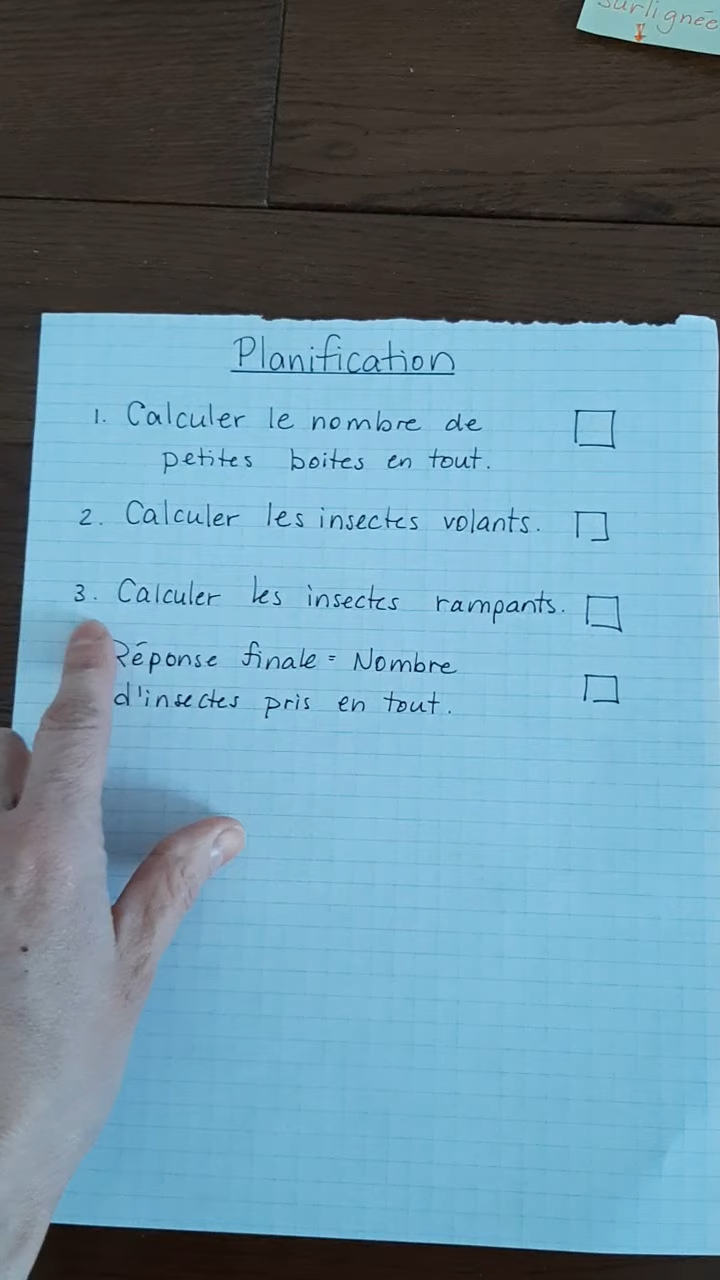 surlignée
Planification
1. Calculer le nombre de
petites boites en tout.
2. Calculer les insectes volants.
3. Calculer les insectes rampants.
Réponse finale = Nombre
d'insectes pris en tout.